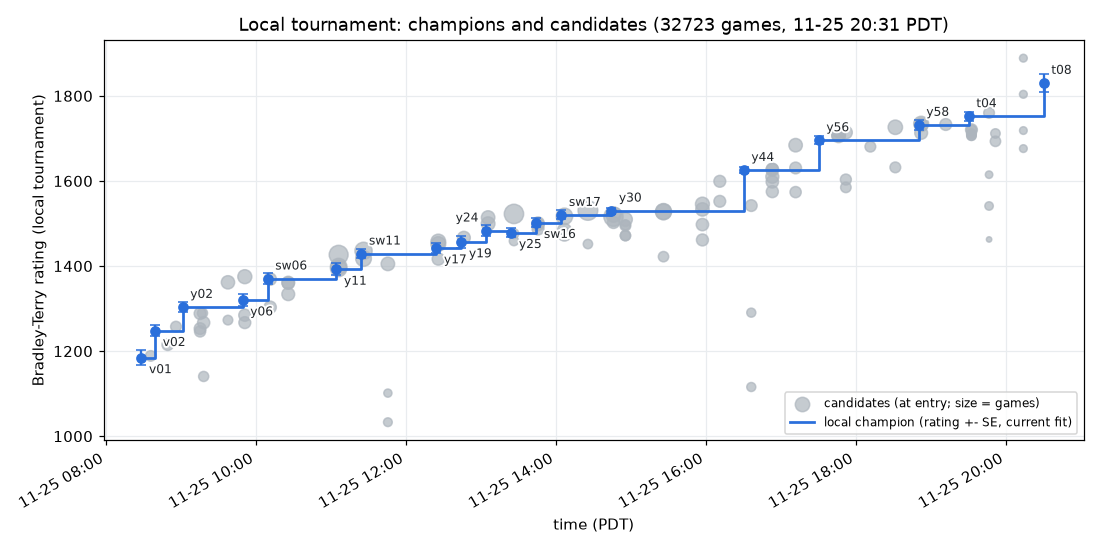 Local tournament: champions and candidates (32723 games, 11-25 20:31 PDT)
Bradley-Terry rating (local tournament)
1800
1600
1400
1200
1000
v01
v02
y02
y06
sw06
y11
sw11
y17
y19
y24
y25
sw16
sw17
y30
y44
y56
y58
t04
t08
candidates (at entry; size = games)
local champion (rating +- SE, current fit)
11-25 08:00
11-25 10:00
11-25 12:00
11-25 14:00
11-25 16:00
11-25 18:00
11-25 20:00
time (PDT)